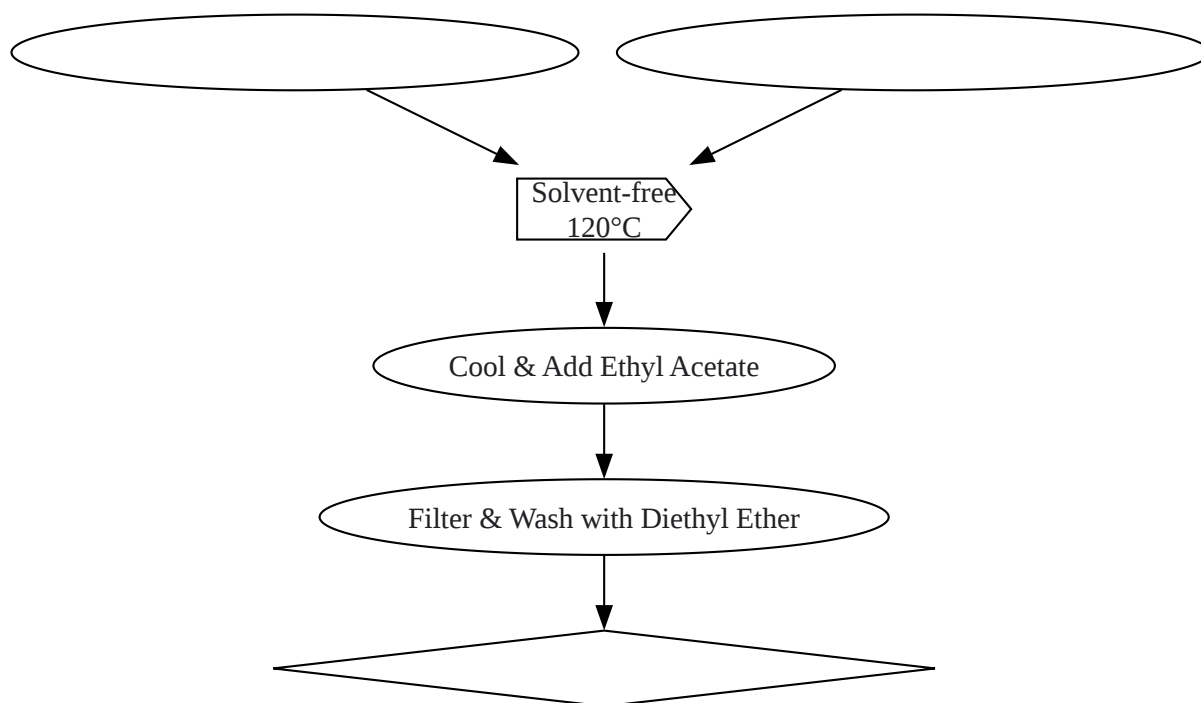 Solvent-free
120°C
Cool & Add Ethyl Acetate
Filter & Wash with Diethyl Ether